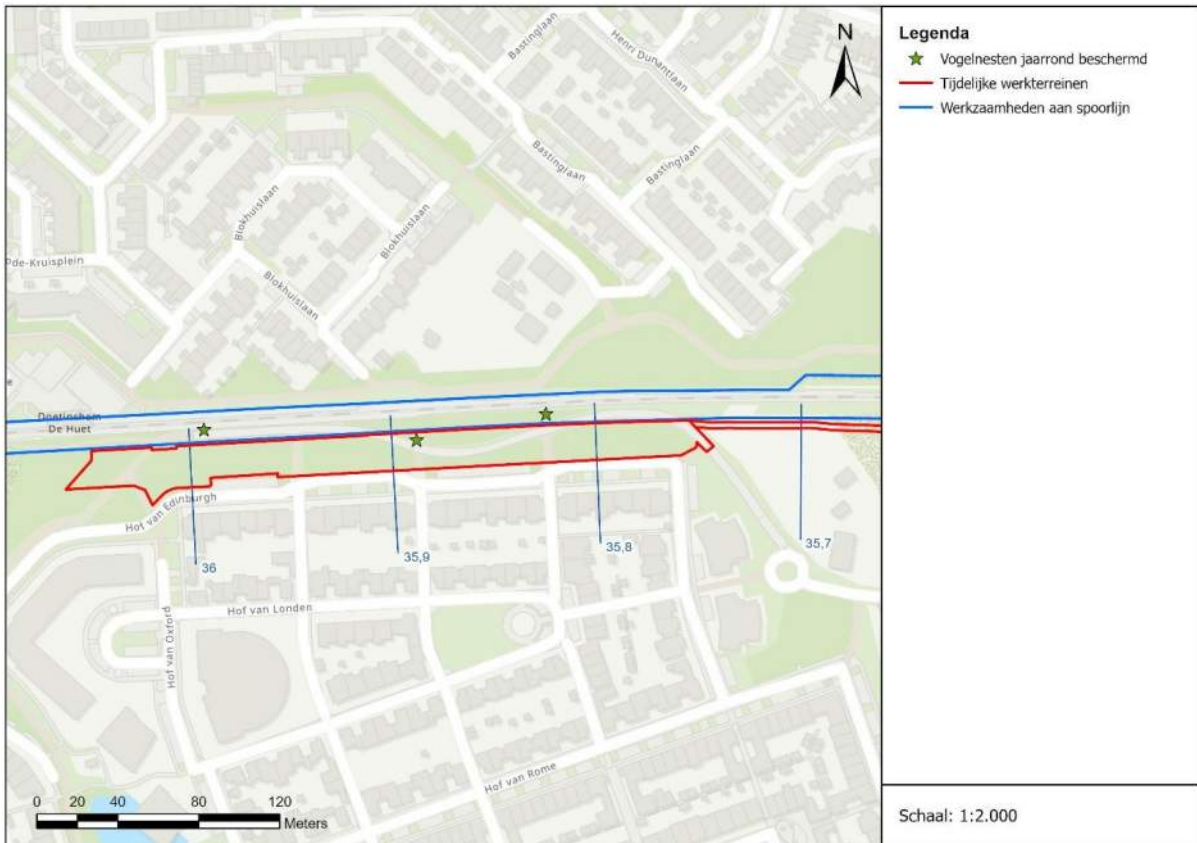 Bastinglaan
Henri Dunantlaan
N
Bastinglaan
Bastinglaan
Blokhuislaan
Blokhuislaan
Pde-Kruisplein
Blokhuislaan
e
Doetinchem
De Huet
Hof van Edinburgh
36
35,9
35,8
35,7
Hof van Londen
Hof van Oxford
Hof van Rome
0 20 40 80 120
Meters
Legenda
Vogelnesten jaarrond beschermd
Tijdelijke werkterreinen
Werkzaamheden aan spoorlijn
Schaal: 1:2.000